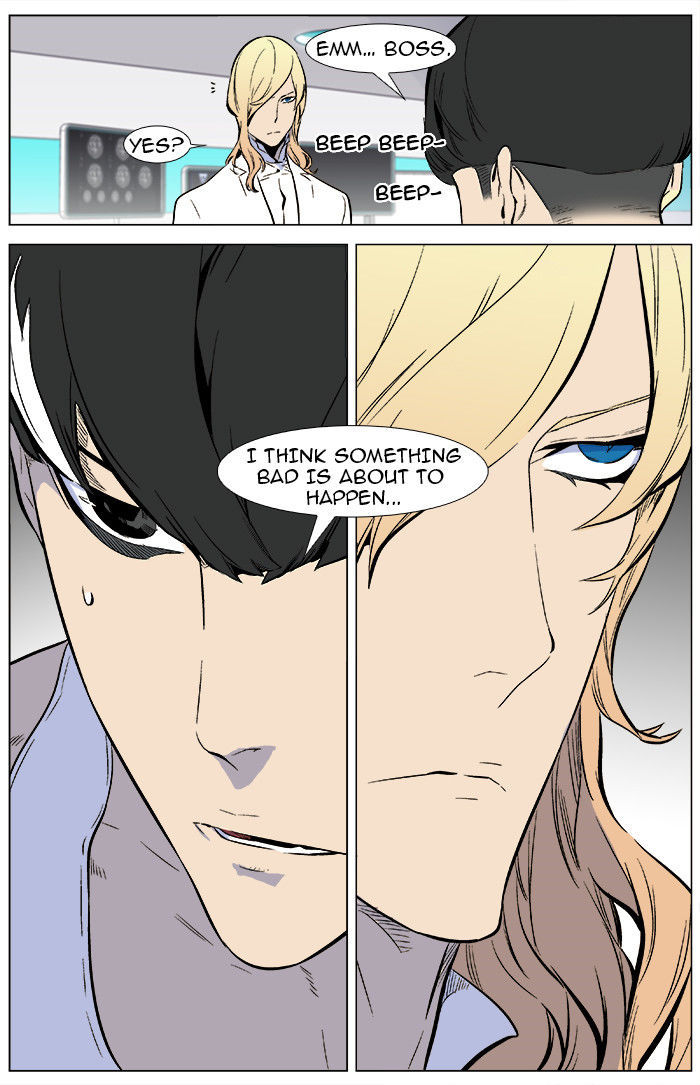 EMM... BOSS.
YES?
BEEP BEEP-
BEEP-
I THINK SOMETHING
BAD IS ABOUT TO
HAPPEN...